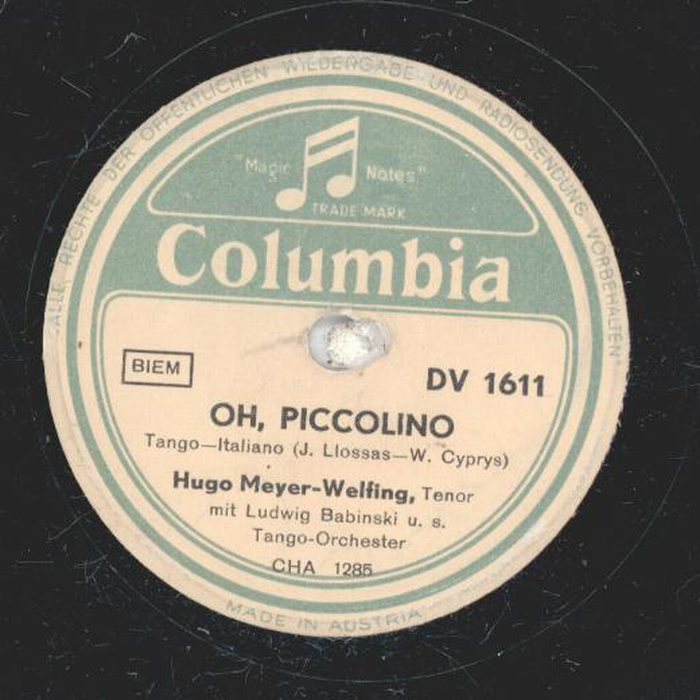 "ALLE RECHTE DER ÖFFENTLICHEN WIEDERGABE UND RADIOSENDUNG VORBEHALTEN"
"Magic Notes"
TRADE MARK
Columbia
BIEM
DV 1611
OH, PICCOLINO
Tango—Italiano (J. Llossas—W. Cyprys)
Hugo Meyer-Welfing, Tenor
mit Ludwig Babinski u. s.
Tango-Orchester
CHA 1285
MADE IN AUSTRIA